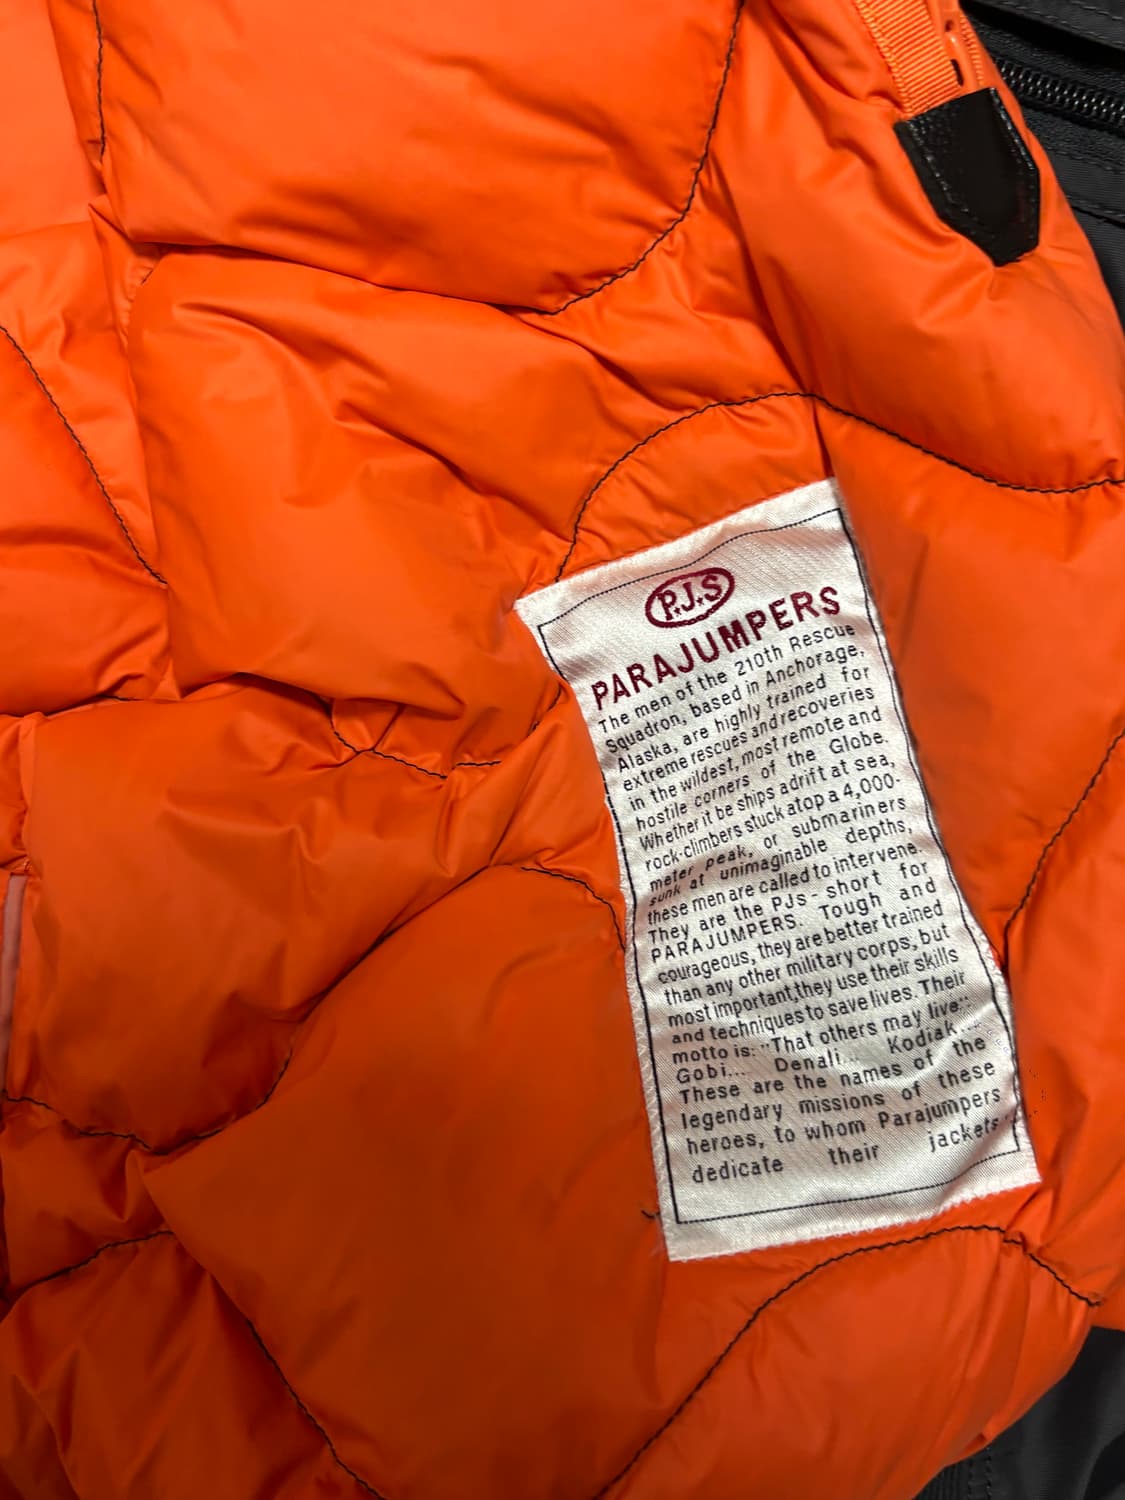 P.J.S
PARAJUMPERS
The men of the 210th Rescue
Squadron, based in Anchorage,
Alaska, are highly trained for
extreme rescues and recoveries
in the wildest, most remote and
hostile corners of the Globe.
Whether it be ships adrift at sea,
rock-climbers stuck atop a 4,000-
meter peak, or submariners
sunk at unimaginable depths,
these men are called to intervene.
They are the PJs - short for
PARAJUMPERS. Tough and
courageous, they are better trained
than any other military corps, but
most important, they use their skills
and techniques to save lives. Their
motto is: "That others may live".
Gobi... Denali... Kodiak...
These are the names of the
legendary missions of these
heroes, to whom Parajumpers
dedicate their jackets.